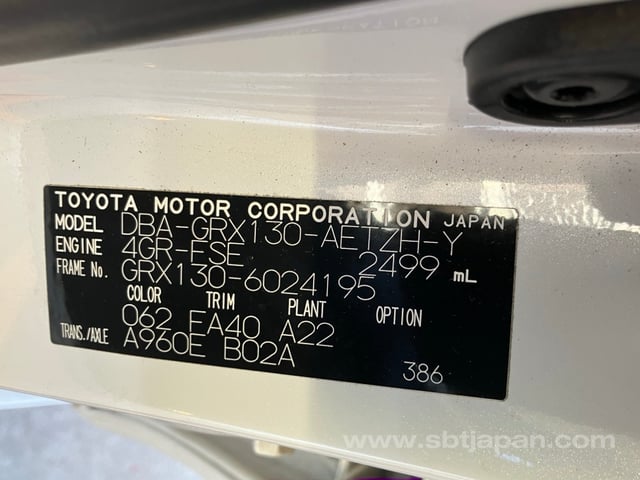 TOYOTA MOTOR CORPORATION JAPAN
MODEL DBA-GRX130-AETZH-Y
ENGINE 4GR-FSE 2499 mL
FRAME No. GRX130-6024195
COLOR TRIM PLANT OPTION
062 FA40 A22
TRANS./AXLE A960E B02A
386
www.sbtjapan.com